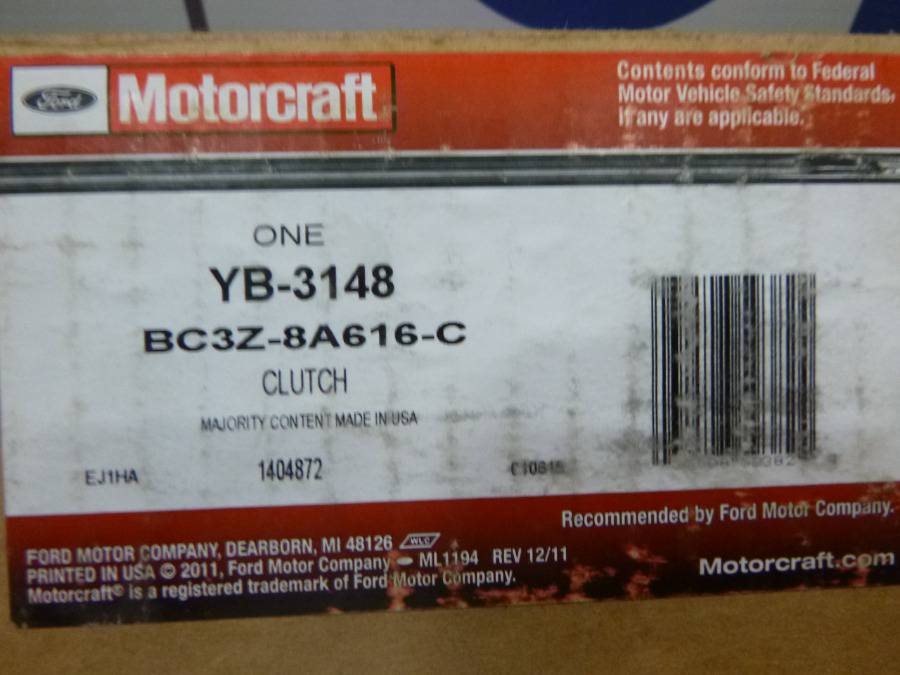 Ford
Motorcraft
Contents conform to Federal
Motor Vehicle Safety Standards,
If any are applicable.
ONE
YB-3148
BC3Z-8A616-C
CLUTCH
MAJORITY CONTENT MADE IN USA
EJ1HA 1404872
Recommended by Ford Motor Company.
FORD MOTOR COMPANY, DEARBORN, MI 48126 WLC
PRINTED IN USA © 2011, Ford Motor Company - ML1194 REV 12/11
Motorcraft® is a registered trademark of Ford Motor Company.
Motorcraft.com